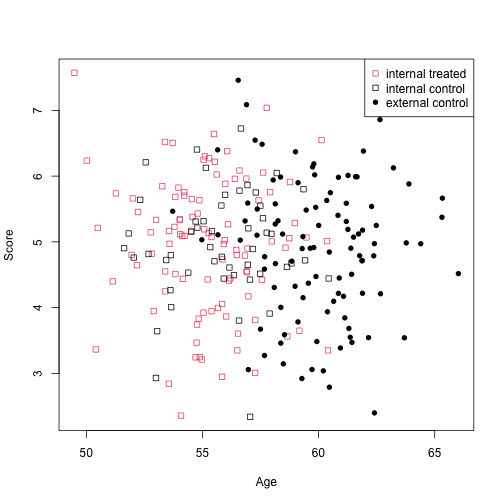 internal treated
internal control
external control
Score
3
4
5
6
7
50
55
60
65
Age